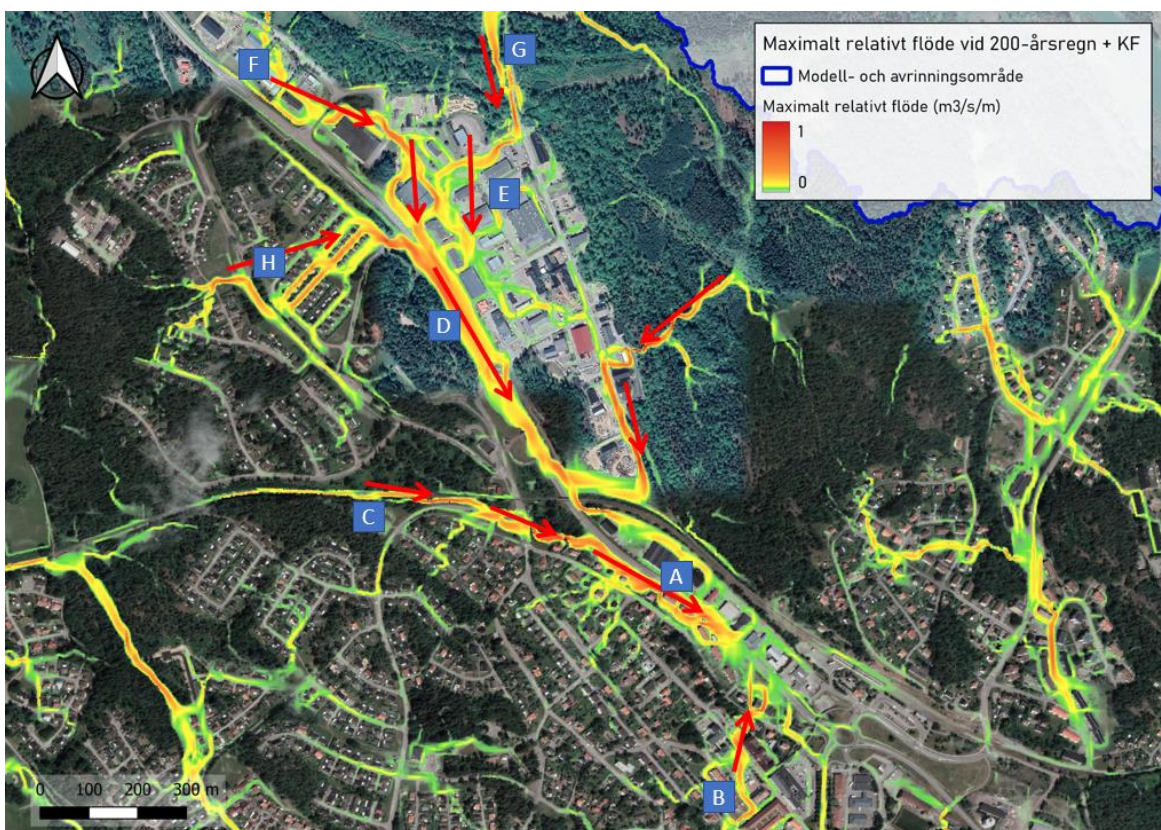 Maximalt relativt flöde vid 200-årsregn + KF
Modell- och avrinningsområde
Maximalt relativt flöde (m3/s/m)
1
0
G
F
E
H
D
C
A
B
0 100 200 300 m